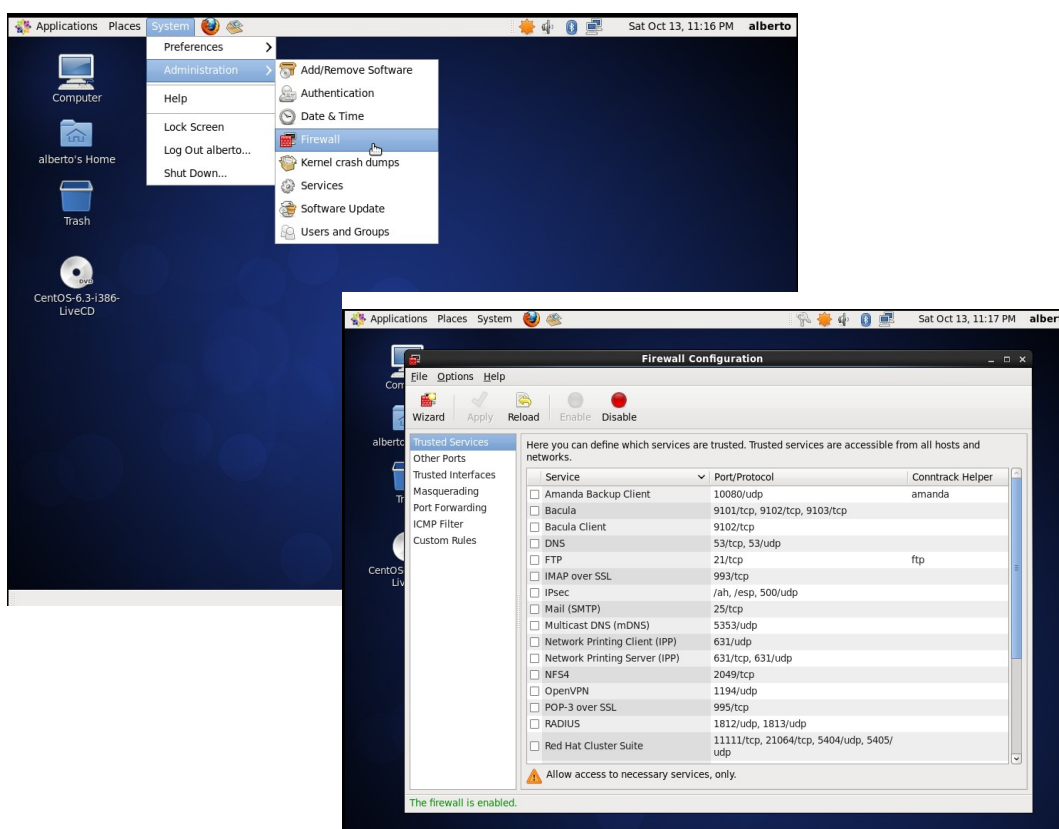 Applications Places System Sat Oct 13, 11:16 PM alberto
Preferences
Administration
Help
Lock Screen
Log Out alberto...
Shut Down...
Add/Remove Software
Authentication
Date & Time
Firewall
Kernel crash dumps
Services
Software Update
Users and Groups
Computer
alberto's Home
Trash
DVD
CentOS-6.3-i386-
LiveCD
Applications Places System Sat Oct 13, 11:17 PM alber
Com
alberto
Tr
CentOS
Liv
Firewall Configuration
File Options Help
Wizard Apply Reload Enable Disable
Trusted Services
Other Ports
Trusted Interfaces
Masquerading
Port Forwarding
ICMP Filter
Custom Rules
Here you can define which services are trusted. Trusted services are accessible from all hosts and
networks.
Service Port/Protocol Conntrack Helper
Amanda Backup Client 10080/udp amanda
Bacula 9101/tcp, 9102/tcp, 9103/tcp
Bacula Client 9102/tcp
DNS 53/tcp, 53/udp
FTP 21/tcp ftp
IMAP over SSL 993/tcp
IPsec /ah, /esp, 500/udp
Mail (SMTP) 25/tcp
Multicast DNS (mDNS) 5353/udp
Network Printing Client (IPP) 631/udp
Network Printing Server (IPP) 631/tcp, 631/udp
NFS4 2049/tcp
OpenVPN 1194/udp
POP-3 over SSL 995/tcp
RADIUS 1812/udp, 1813/udp
Red Hat Cluster Suite 11111/tcp, 21064/tcp, 5404/udp, 5405/
udp
Allow access to necessary services, only.
The firewall is enabled.